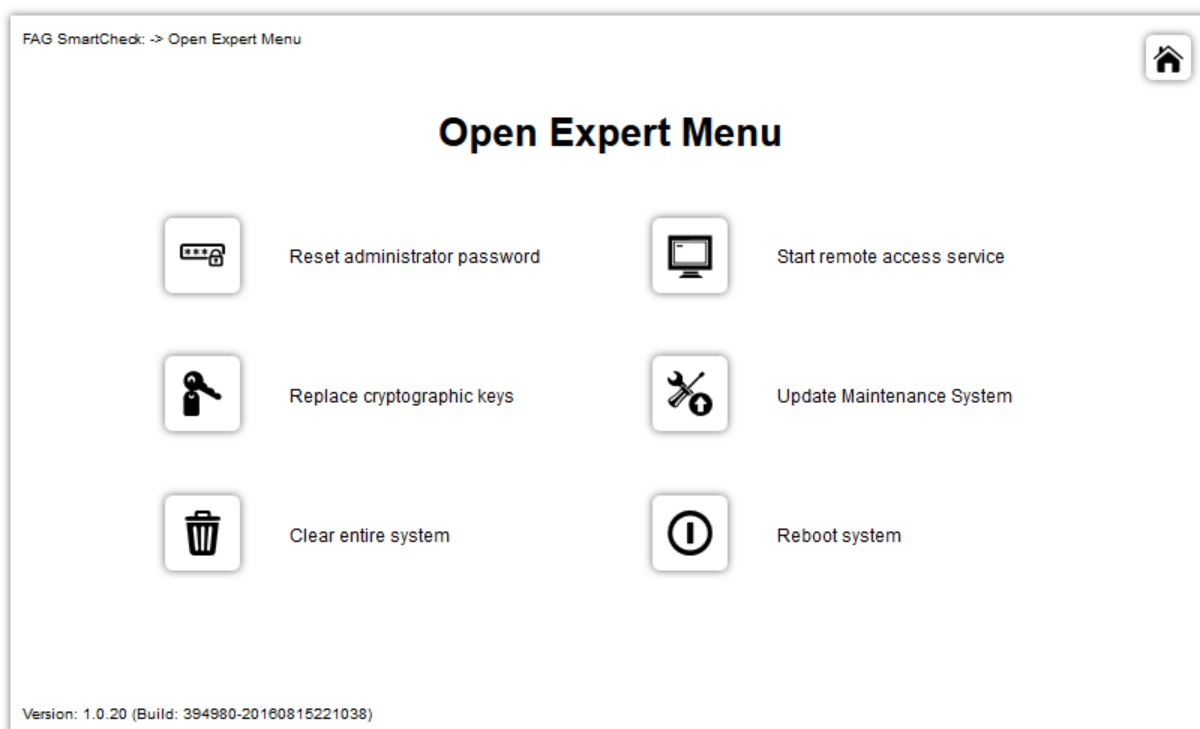 FAG SmartCheck: -> Open Expert Menu
Open Expert Menu
***
Reset administrator password
Start remote access service
Replace cryptographic keys
Update Maintenance System
Clear entire system
Reboot system
Version: 1.0.20 (Build: 394980-20160815221038)